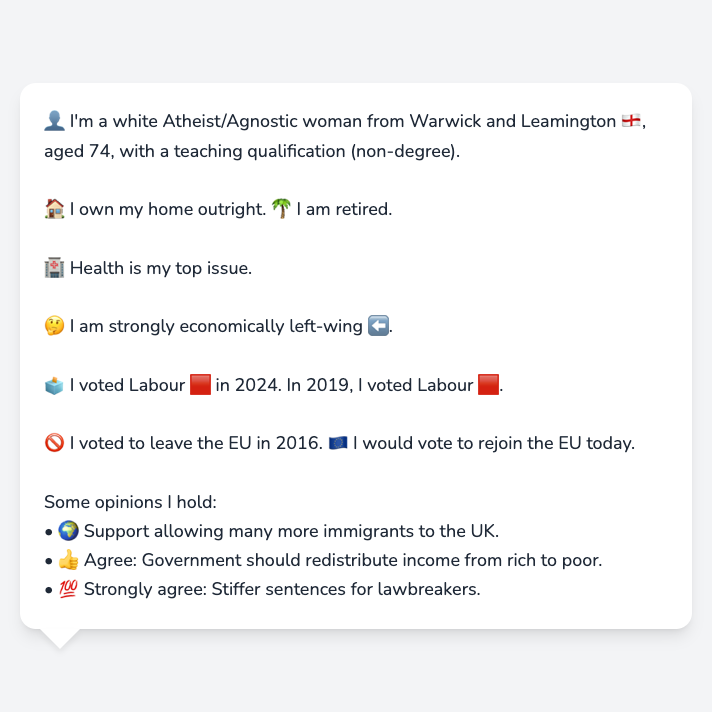 👤 I'm a white Atheist/Agnostic woman from Warwick and Leamington 🏴󠁧󠁢󠁥󠁮󠁧󠁿,
aged 74, with a teaching qualification (non-degree).
🏠 I own my home outright. 🌴 I am retired.
🏥 Health is my top issue.
🤔 I am strongly economically left-wing ⬅️.
🗳️ I voted Labour 🟥 in 2024. In 2019, I voted Labour 🟥.
🚫 I voted to leave the EU in 2016. 🇪🇺 I would vote to rejoin the EU today.
Some opinions I hold:
• 🌍 Support allowing many more immigrants to the UK.
• 👍 Agree: Government should redistribute income from rich to poor.
• 💯 Strongly agree: Stiffer sentences for lawbreakers.